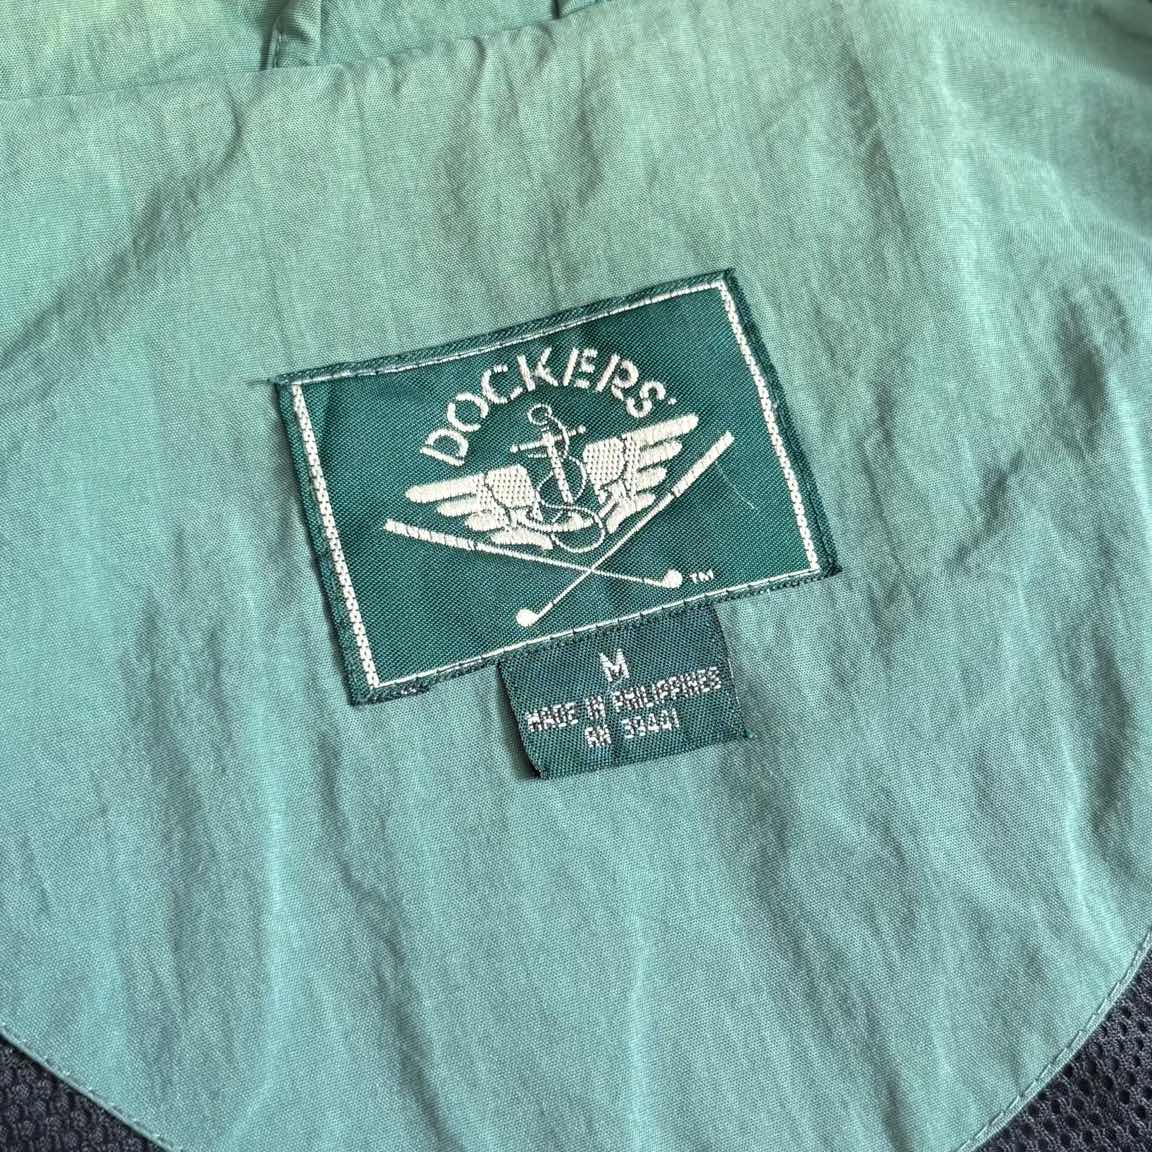 DOCKERS
TM
M
MADE IN PHILIPPINES
RN 39441